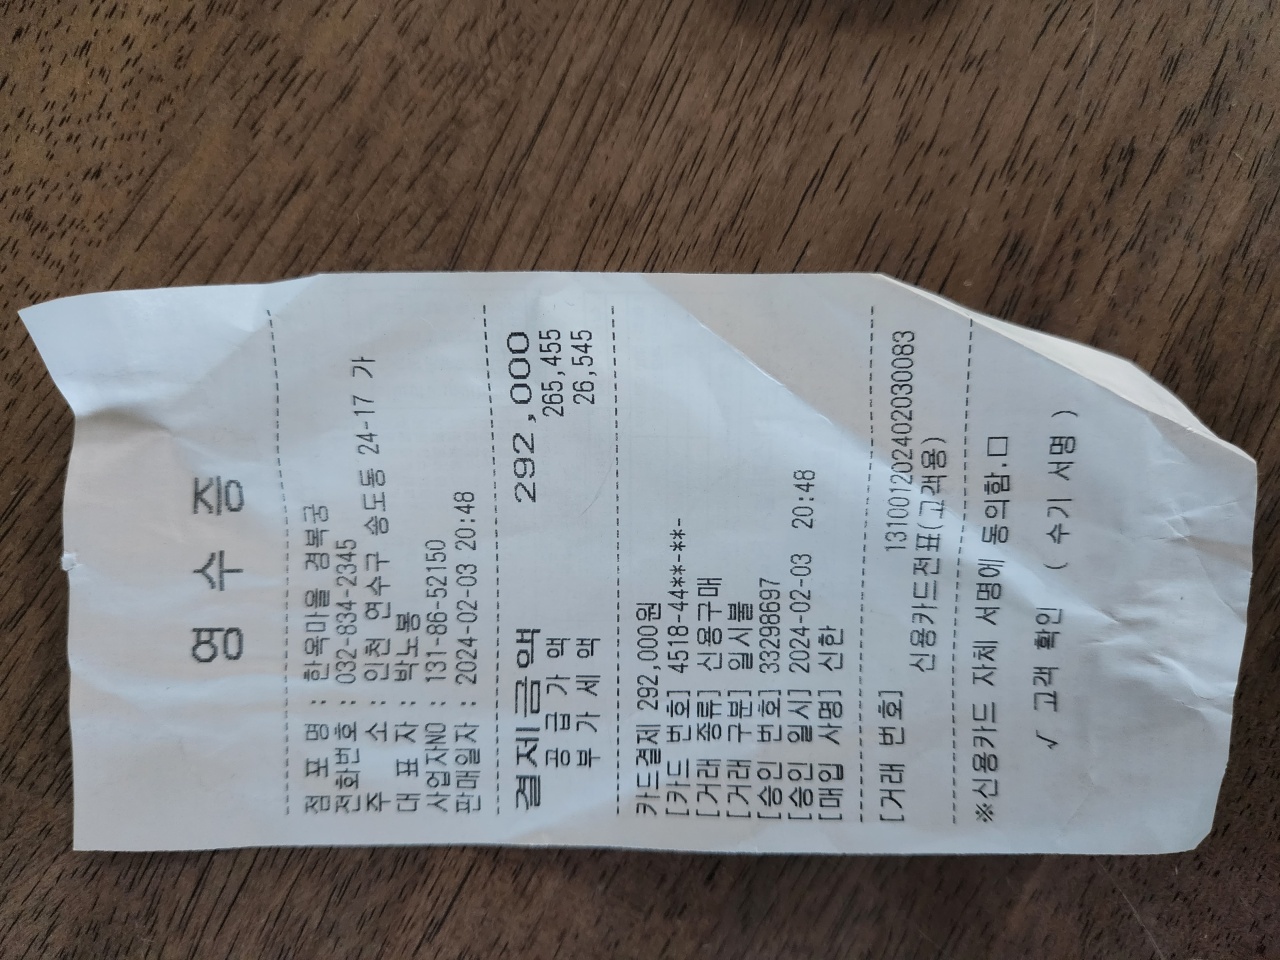 영 수 증
점 포 명 : 한옥마을 경복궁
전화번호 : 032-834-2345
주 소 : 인천 연수구 송도동 24-17 가
대 표 자 : 박노봉
사업자NO : 131-86-52150
판매일자 : 2024-02-03 20:48
결제금액 292,000
공 급 가 액 265,455
부 가 세 액 26,545
카드결제 292,000원
[카드 번호] 4518-44**-**-
[거래 종류] 신용구매
[거래 구분] 일시불
[승인 번호] 33298697
[승인 일시] 2024-02-03 20:48
[매입 사명] 신한
[거래 번호] 131001202402030083
신용카드전표(고객용)
※신용카드 자체 서명에 동의함.□
√ 고객 확인 ( 수기 서명 )